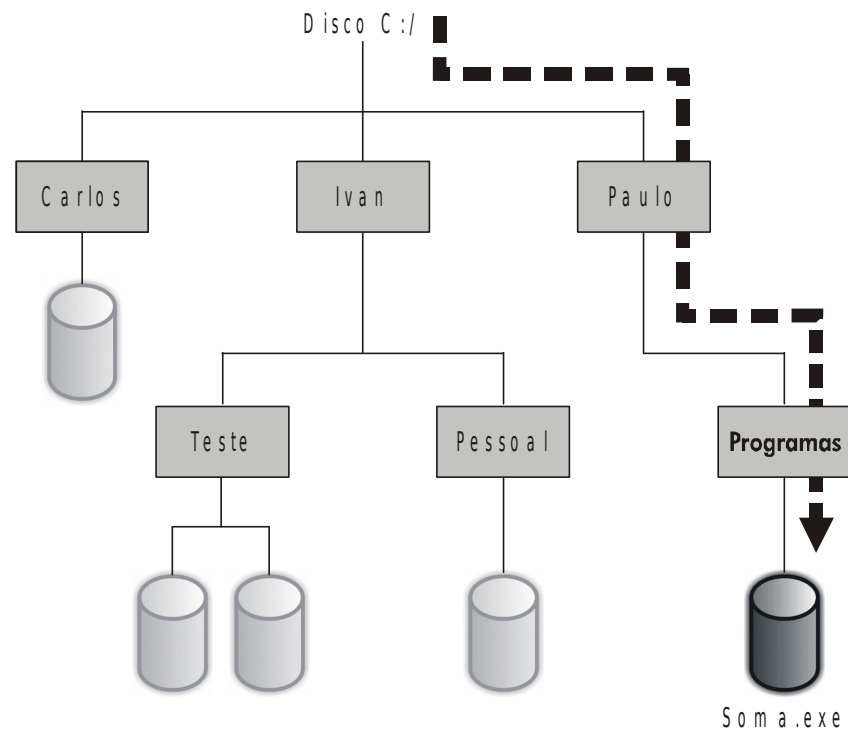 Disco C:/
Carlos
Ivan
Paulo
Teste
Pessoal
Programas
Soma.exe